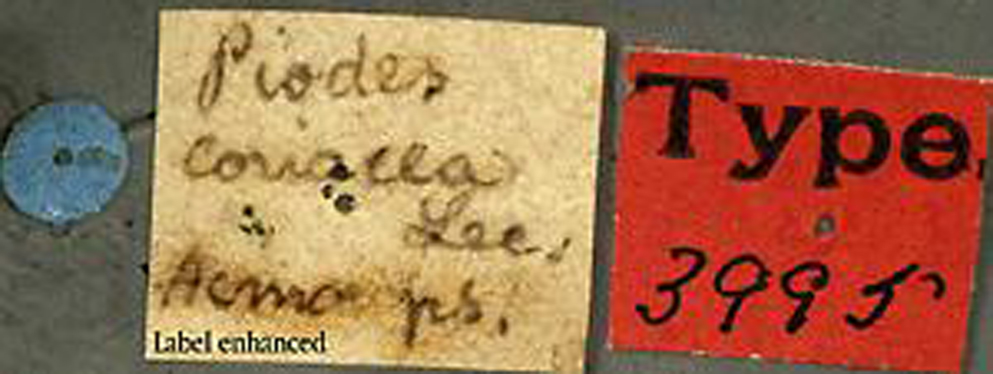 Piodes
coriacea
Lec.
Label enhanced
Type.
3995